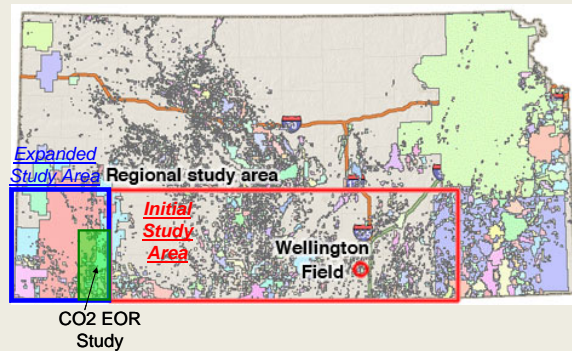 Expanded
Study Area
Regional study area
Initial
Study
Area
Wellington
Field
CO2 EOR
Study